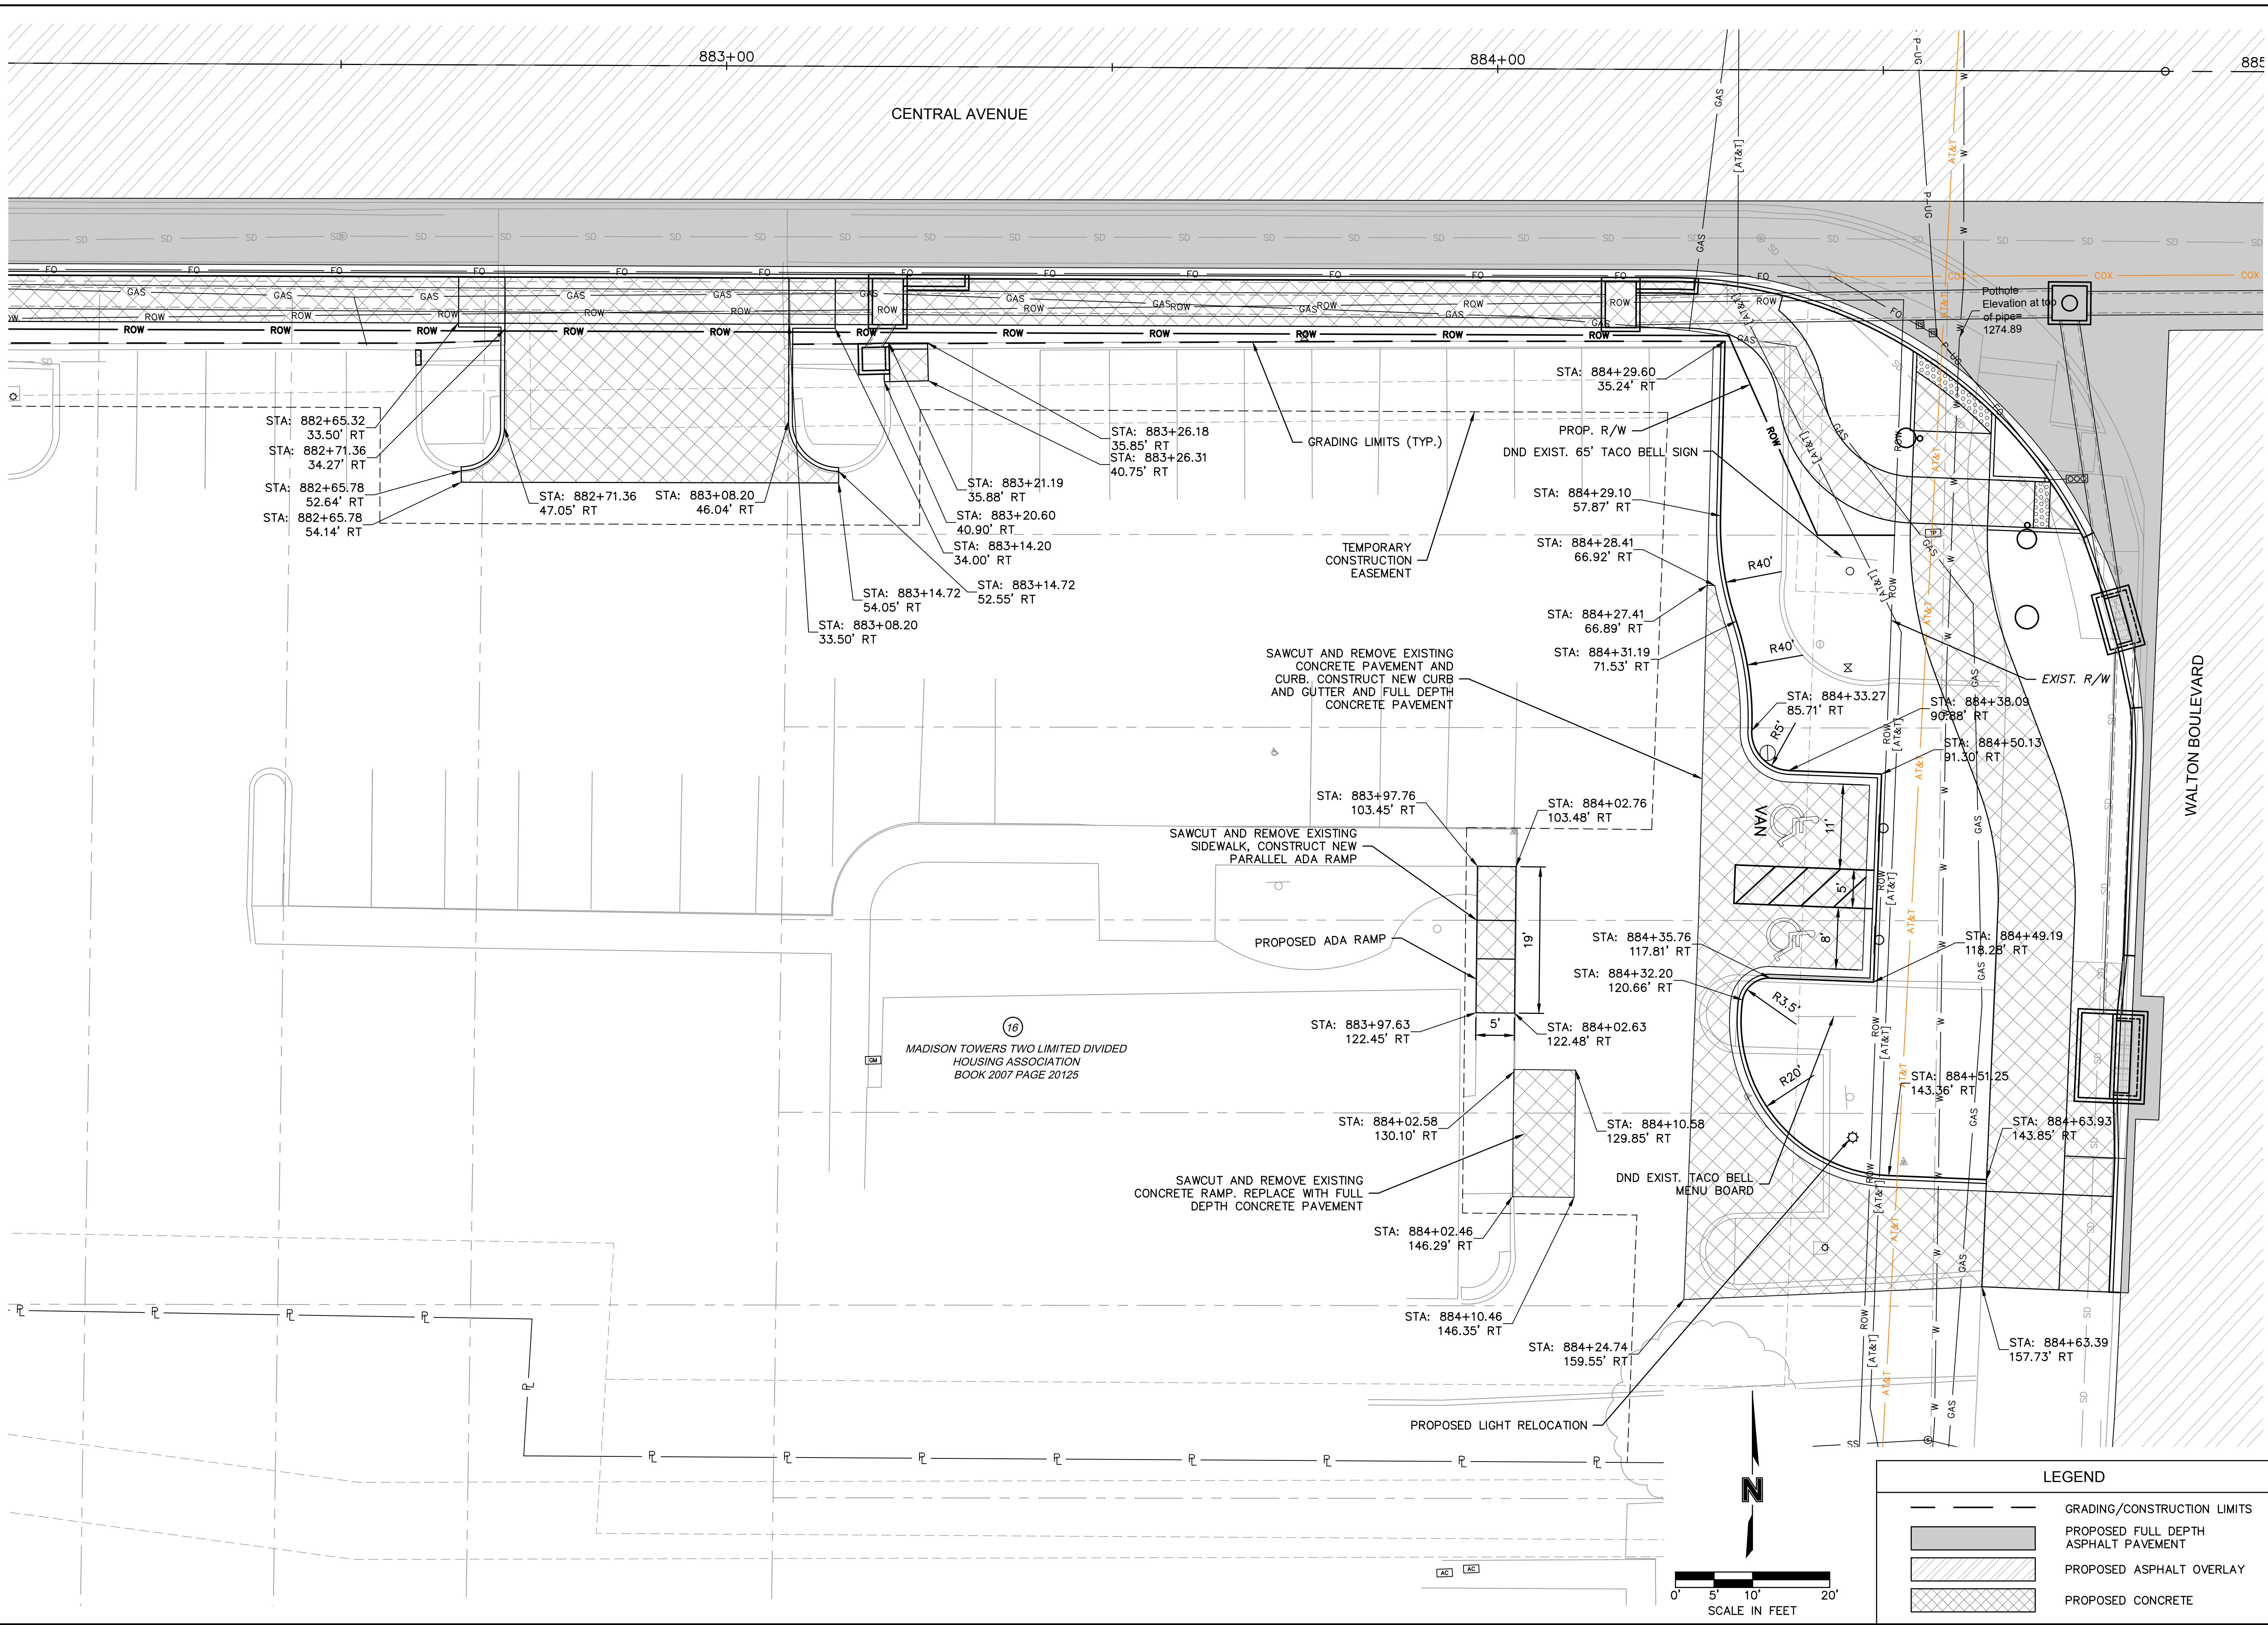 883+00
884+00
885
CENTRAL AVENUE
Pothole
Elevation at top
of pipe=
1274.89
STA: 882+65.32
33.50' RT
STA: 882+71.36
34.27' RT
STA: 882+65.78
52.64' RT
STA: 882+65.78
54.14' RT
STA: 882+71.36
47.05' RT
STA: 883+08.20
46.04' RT
STA: 883+26.18
35.85' RT
STA: 883+26.31
40.75' RT
STA: 883+21.19
35.88' RT
STA: 883+20.60
40.90' RT
STA: 883+14.20
34.00' RT
STA: 883+14.72
52.55' RT
STA: 883+14.72
54.05' RT
STA: 883+08.20
33.50' RT
GRADING LIMITS (TYP.)
STA: 884+29.60
35.24' RT
PROP. R/W
DND EXIST. 65' TACO BELL SIGN
STA: 884+29.10
57.87' RT
STA: 884+28.41
66.92' RT
TEMPORARY
CONSTRUCTION
EASEMENT
R40'
STA: 884+27.41
66.89' RT
STA: 884+31.19
71.53' RT
R40'
SAWCUT AND REMOVE EXISTING
CONCRETE PAVEMENT AND
CURB. CONSTRUCT NEW CURB
AND GUTTER AND FULL DEPTH
CONCRETE PAVEMENT
EXIST. R/W
WALTON BOULEVARD
STA: 884+33.27
85.71' RT
STA: 884+38.09
90.88' RT
R5'
STA: 884+50.13
91.30' RT
STA: 883+97.76
103.45' RT
STA: 884+02.76
103.48' RT
VAN
11'
SAWCUT AND REMOVE EXISTING
SIDEWALK, CONSTRUCT NEW
PARALLEL ADA RAMP
5'
8'
PROPOSED ADA RAMP
19'
STA: 884+35.76
117.81' RT
STA: 884+49.19
118.28' RT
STA: 884+32.20
120.66' RT
R3.5'
STA: 883+97.63
122.45' RT
5'
STA: 884+02.63
122.48' RT
16
MADISON TOWERS TWO LIMITED DIVIDED
HOUSING ASSOCIATION
BOOK 2007 PAGE 20125
GM
R20'
STA: 884+51.25
143.36' RT
STA: 884+02.58
130.10' RT
STA: 884+10.58
129.85' RT
STA: 884+63.93
143.85' RT
SAWCUT AND REMOVE EXISTING
CONCRETE RAMP. REPLACE WITH FULL
DEPTH CONCRETE PAVEMENT
DND EXIST. TACO BELL
MENU BOARD
STA: 884+02.46
146.29' RT
STA: 884+10.46
146.35' RT
STA: 884+24.74
159.55' RT
STA: 884+63.39
157.73' RT
PROPOSED LIGHT RELOCATION
SS
AC AC
N
0' 5' 10' 20'
SCALE IN FEET
LEGEND
GRADING/CONSTRUCTION LIMITS
PROPOSED FULL DEPTH
ASPHALT PAVEMENT
PROPOSED ASPHALT OVERLAY
PROPOSED CONCRETE